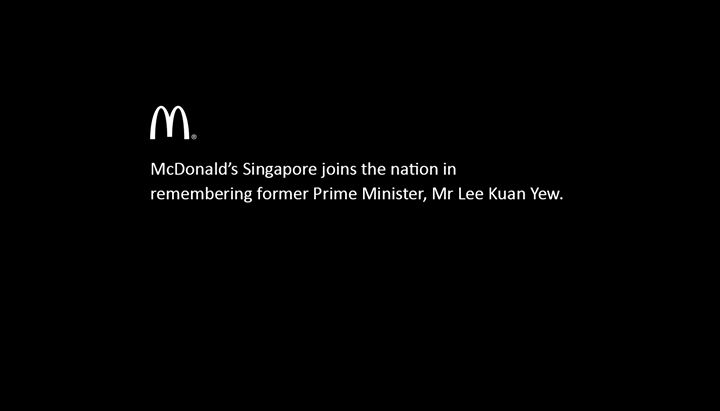 McDonald's Singapore joins the nation in
remembering former Prime Minister, Mr Lee Kuan Yew.